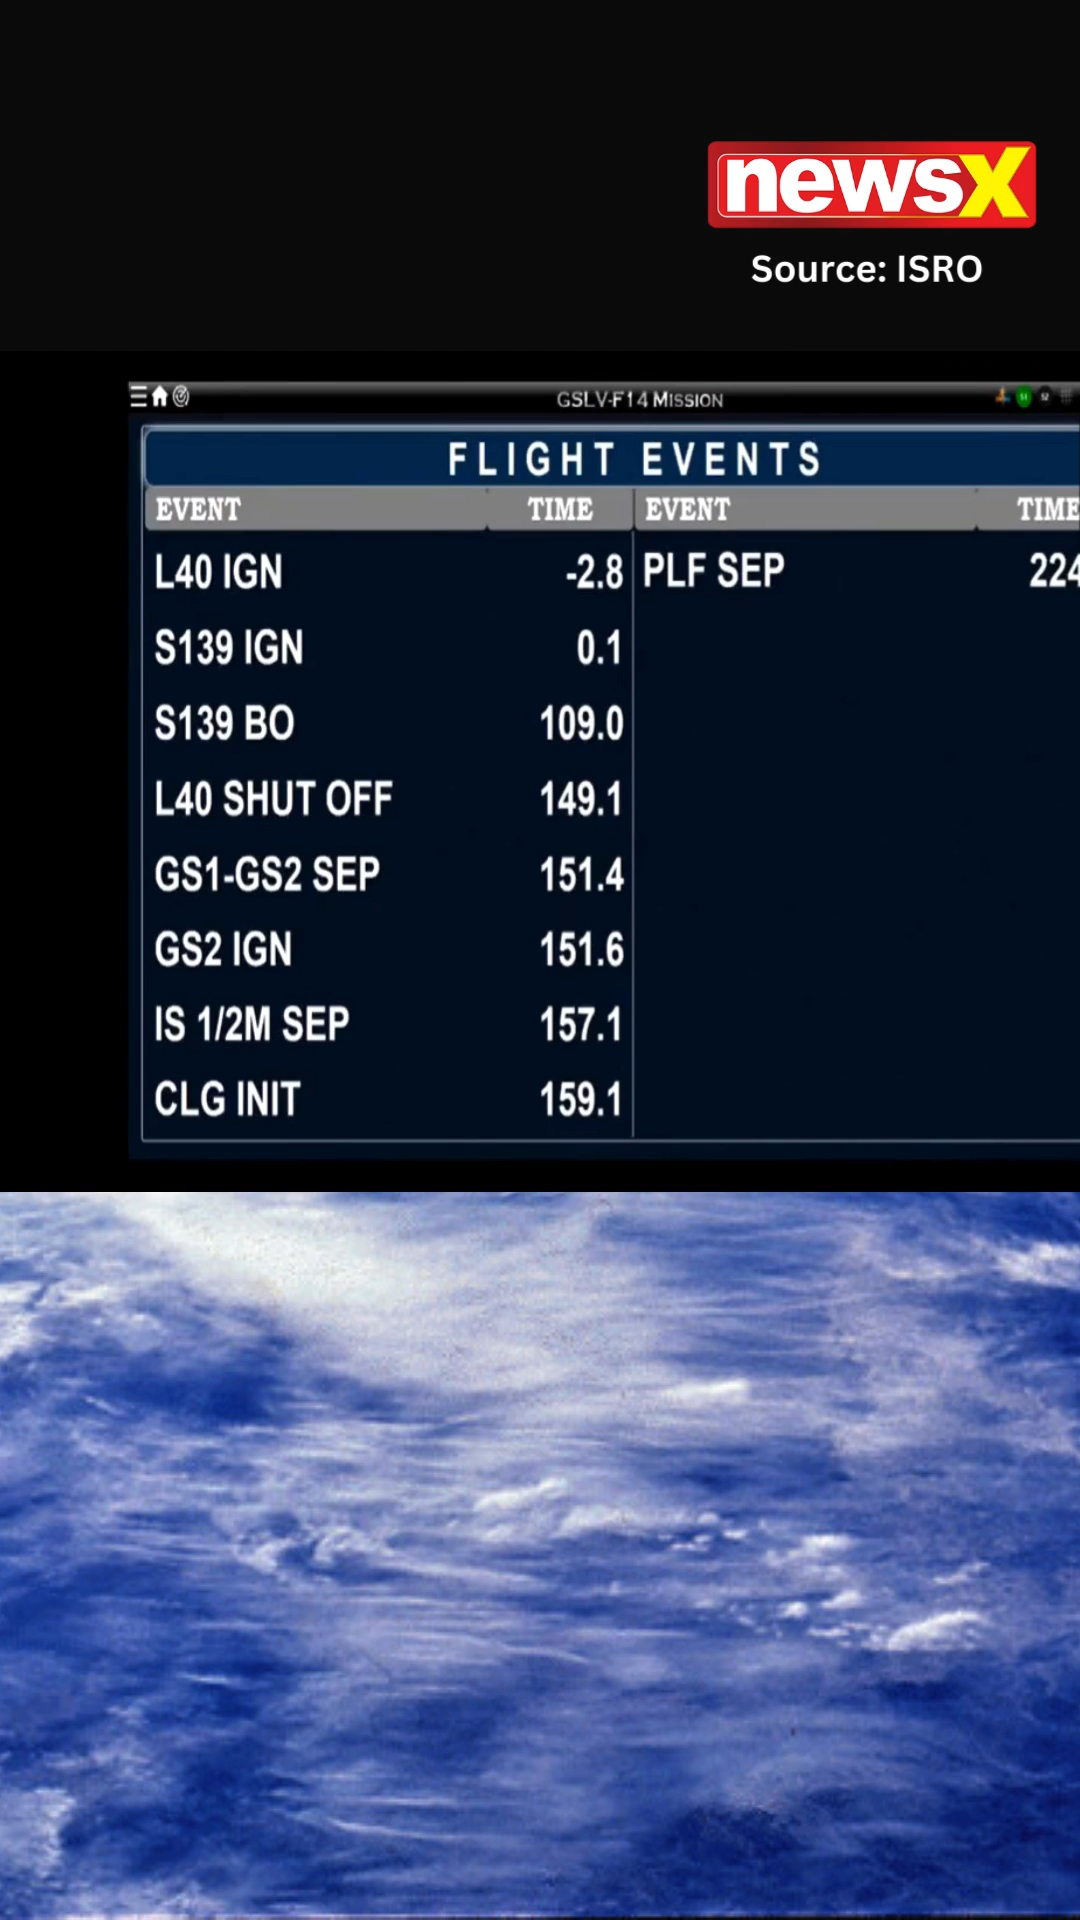 newsX
Source: ISRO
GSLV-F14 MISSION
FLIGHT EVENTS
EVENT TIME EVENT TIME
L40 IGN -2.8 PLF SEP 224
S139 IGN 0.1
S139 BO 109.0
L40 SHUT OFF 149.1
GS1-GS2 SEP 151.4
GS2 IGN 151.6
IS 1/2M SEP 157.1
CLG INIT 159.1